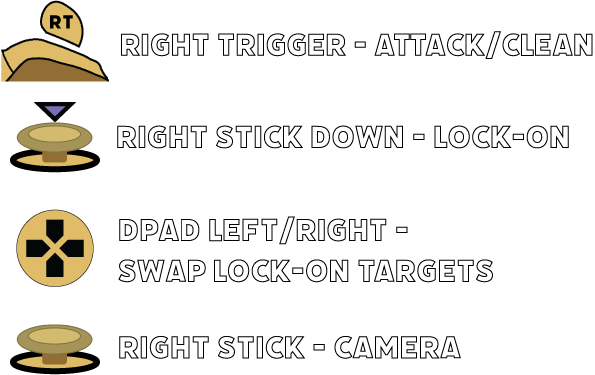 RT
RIGHT TRIGGER - ATTACK/CLEAN
RIGHT STICK DOWN - LOCK-ON
DPAD LEFT/RIGHT -
SWAP LOCK-ON TARGETS
RIGHT STICK - CAMERA